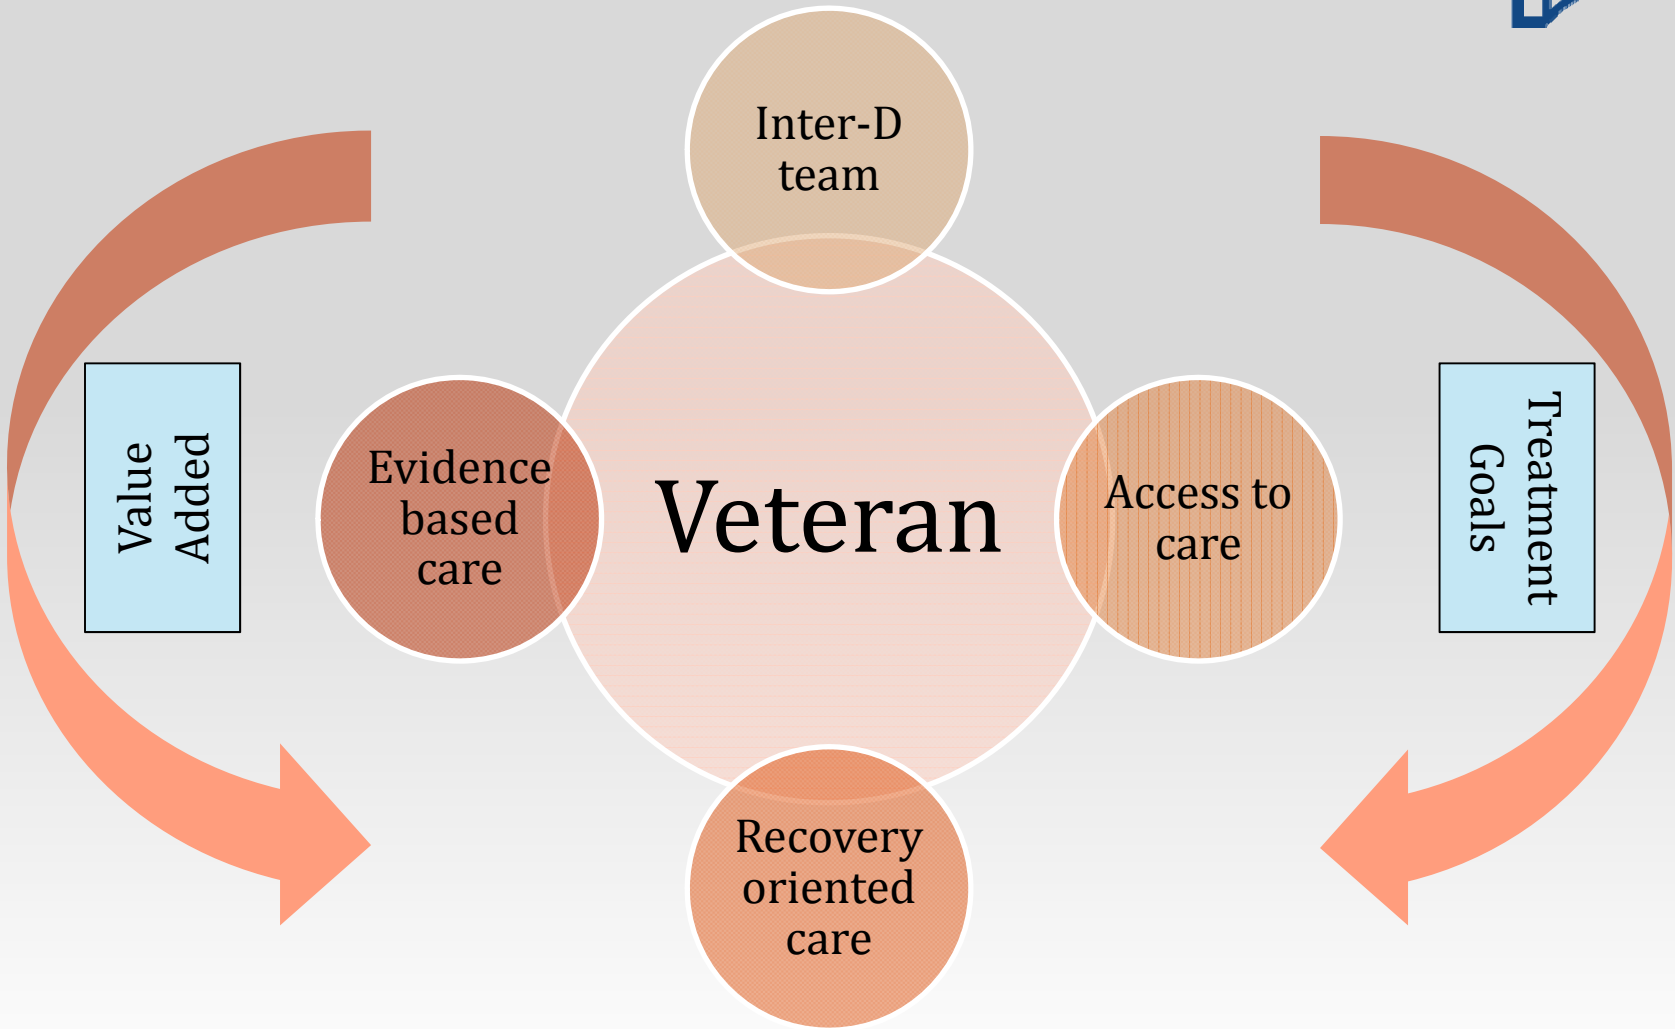 Inter-D
team
Value
Added
Evidence
based
care
Veteran
Access to
care
Treatment
Goals
Recovery
oriented
care